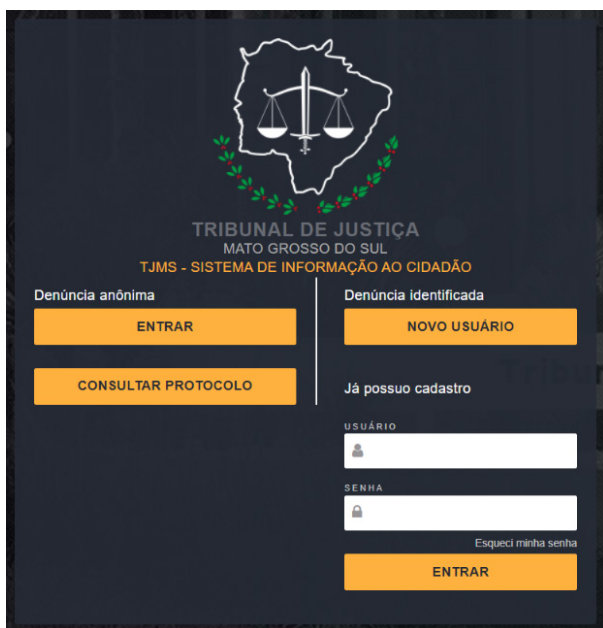 TRIBUNAL DE JUSTIÇA
MATO GROSSO DO SUL
TJMS - SISTEMA DE INFORMAÇÃO AO CIDADÃO
Denúncia anônima
ENTRAR
CONSULTAR PROTOCOLO
Denúncia identificada
NOVO USUÁRIO
Já possuo cadastro
USUÁRIO
SENHA
Esqueci minha senha
ENTRAR